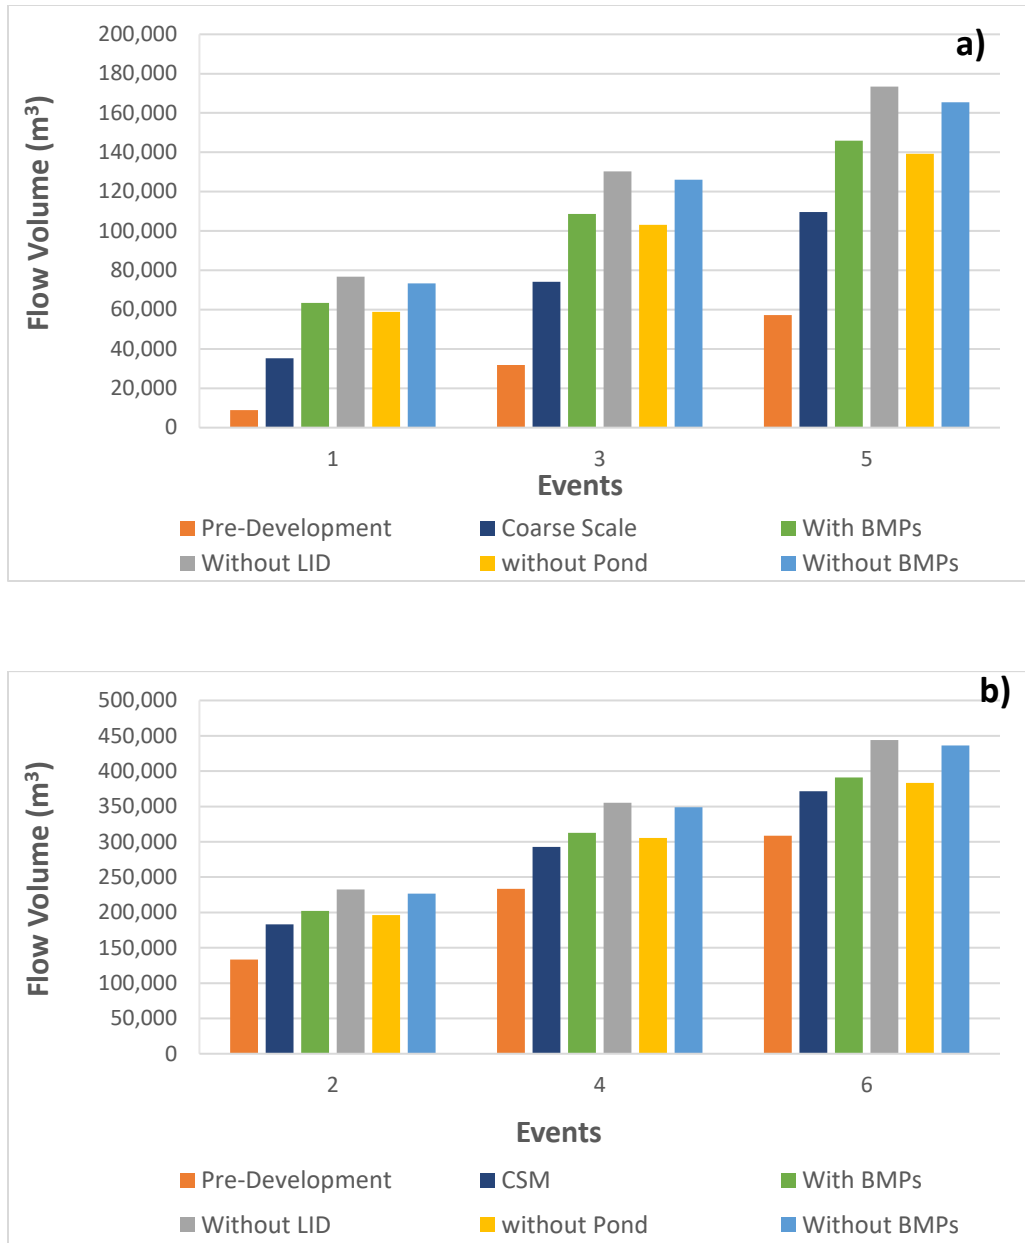 a)
200,000
180,000
160,000
140,000
120,000
100,000
80,000
60,000
40,000
20,000
0
Flow Volume (m³)
1 3 5
Events
Pre-Development Coarse Scale With BMPs
Without LID without Pond Without BMPs
b)
500,000
450,000
400,000
350,000
300,000
250,000
200,000
150,000
100,000
50,000
0
Flow Volume (m³)
2 4 6
Events
Pre-Development CSM With BMPs
Without LID without Pond Without BMPs